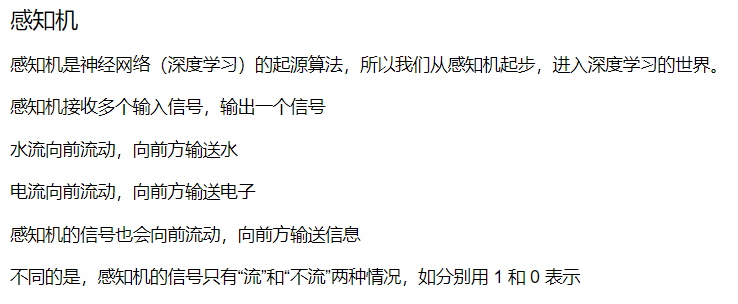 感知机
感知机是神经网络（深度学习）的起源算法，所以我们从感知机起步，进入深度学习的世界。
感知机接收多个输入信号，输出一个信号
水流向前流动，向前方输送水
电流向前流动，向前方输送电子
感知机的信号也会向前流动，向前方输送信息
不同的是，感知机的信号只有“流”和“不流”两种情况，如分别用 1 和 0 表示